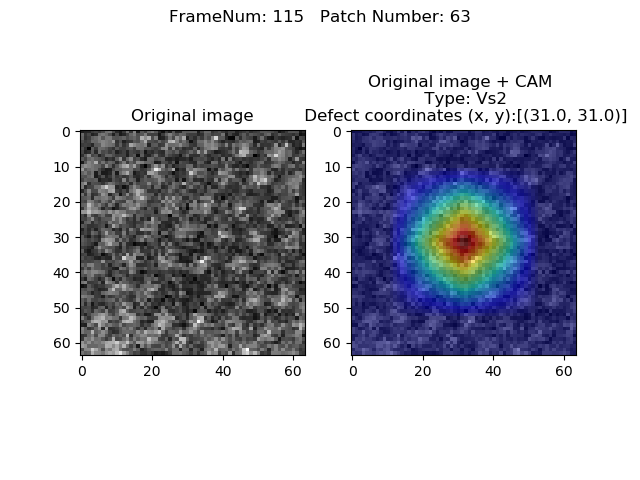 FrameNum: 115   Patch Number: 63
Original image
Original image + CAM
Type: Vs2
Defect coordinates (x, y):[(31.0, 31.0)]
0
10
20
30
40
50
60
0 20 40 60
0
10
20
30
40
50
60
0 20 40 60